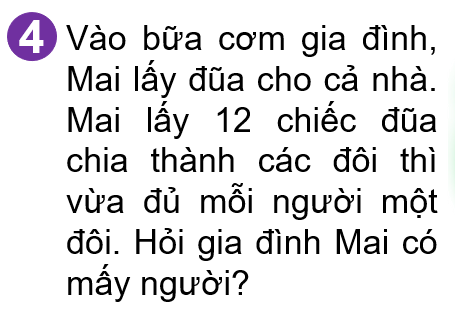 4 Vào bữa cơm gia đình,
Mai lấy đũa cho cả nhà.
Mai lấy 12 chiếc đũa
chia thành các đôi thì
vừa đủ mỗi người một
đôi. Hỏi gia đình Mai có
mấy người?